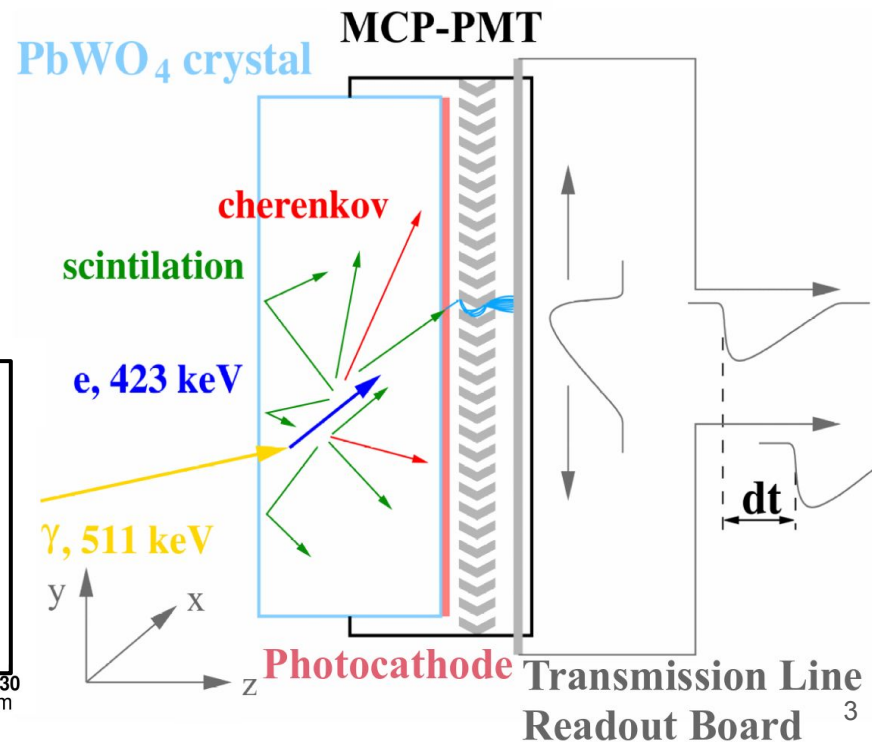 MCP-PMT
PbWO4 crystal
cherenkov
scintilation
e, 423 keV
γ, 511 keV
dt
y
x
z
30
m
Photocathode
Transmission Line
Readout Board
3